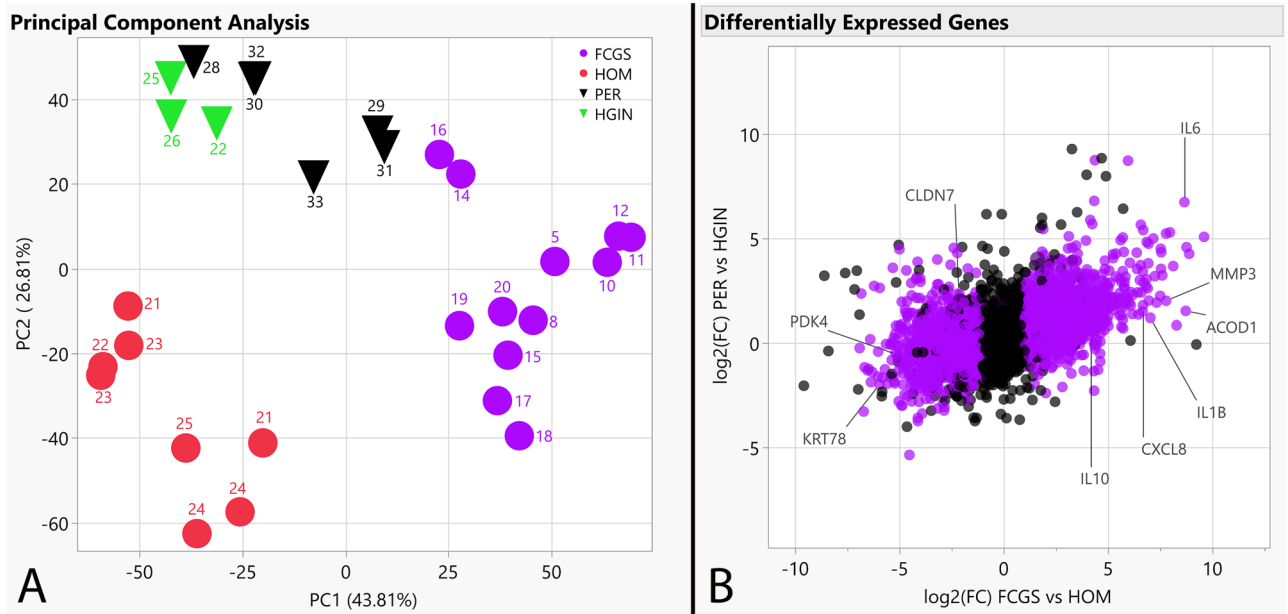 Principal Component Analysis
FCGS
HOM
PER
HGIN
25
28
32
30
26
22
29
31
33
16
14
12
11
5
10
20
19
8
15
17
18
21
23
22
23
25
21
24
24
40
20
0
-20
-40
-60
PC2 ( 26.81%)
-50
-25
0
25
50
PC1 (43.81%)
A
Differentially Expressed Genes
IL6
CLDN7
MMP3
ACOD1
PDK4
IL1B
KRT78
CXCL8
IL10
10
5
0
-5
log2(FC) PER vs HGIN
-10
-5
0
5
10
log2(FC) FCGS vs HOM
B